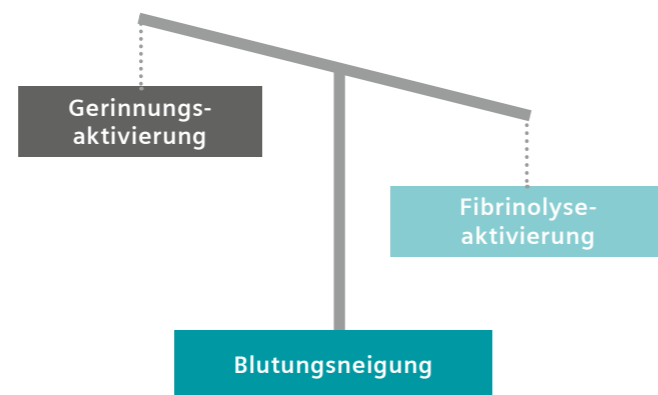 Gerinnungs-
aktivierung
Fibrinolyse-
aktivierung
Blutungsneigung